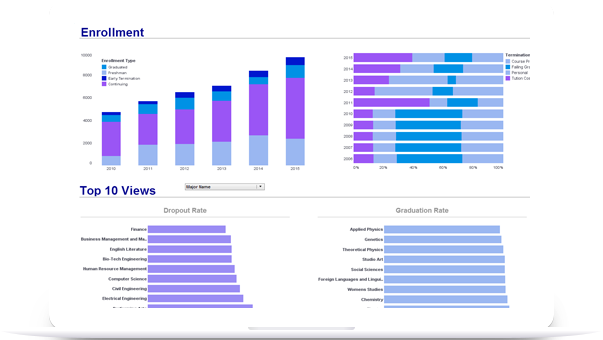 Enrollment
10000
8000
6000
4000
2000
0
Enrollment Type
Graduated
Freshman
Early Termination
Continuing
2010 2011 2012 2013 2014 2015
2015
2014
2013
2012
2011
2010
2009
2008
2007
2006
0% 20% 40% 60% 80% 100%
Termination
Course Fr
Failing Gr
Personal
Tution Co
Top 10 Views
Major Name
Dropout Rate
Finance
Business Management and Ma..
English Literature
Bio-Tech Engineering
Human Resource Management
Computer Science
Civil Engineering
Electrical Engineering
Graduation Rate
Applied Physics
Genetics
Theoretical Physics
Studio Art
Social Sciences
Foreign Languages and Lingui..
Womens Studies
Chemistry